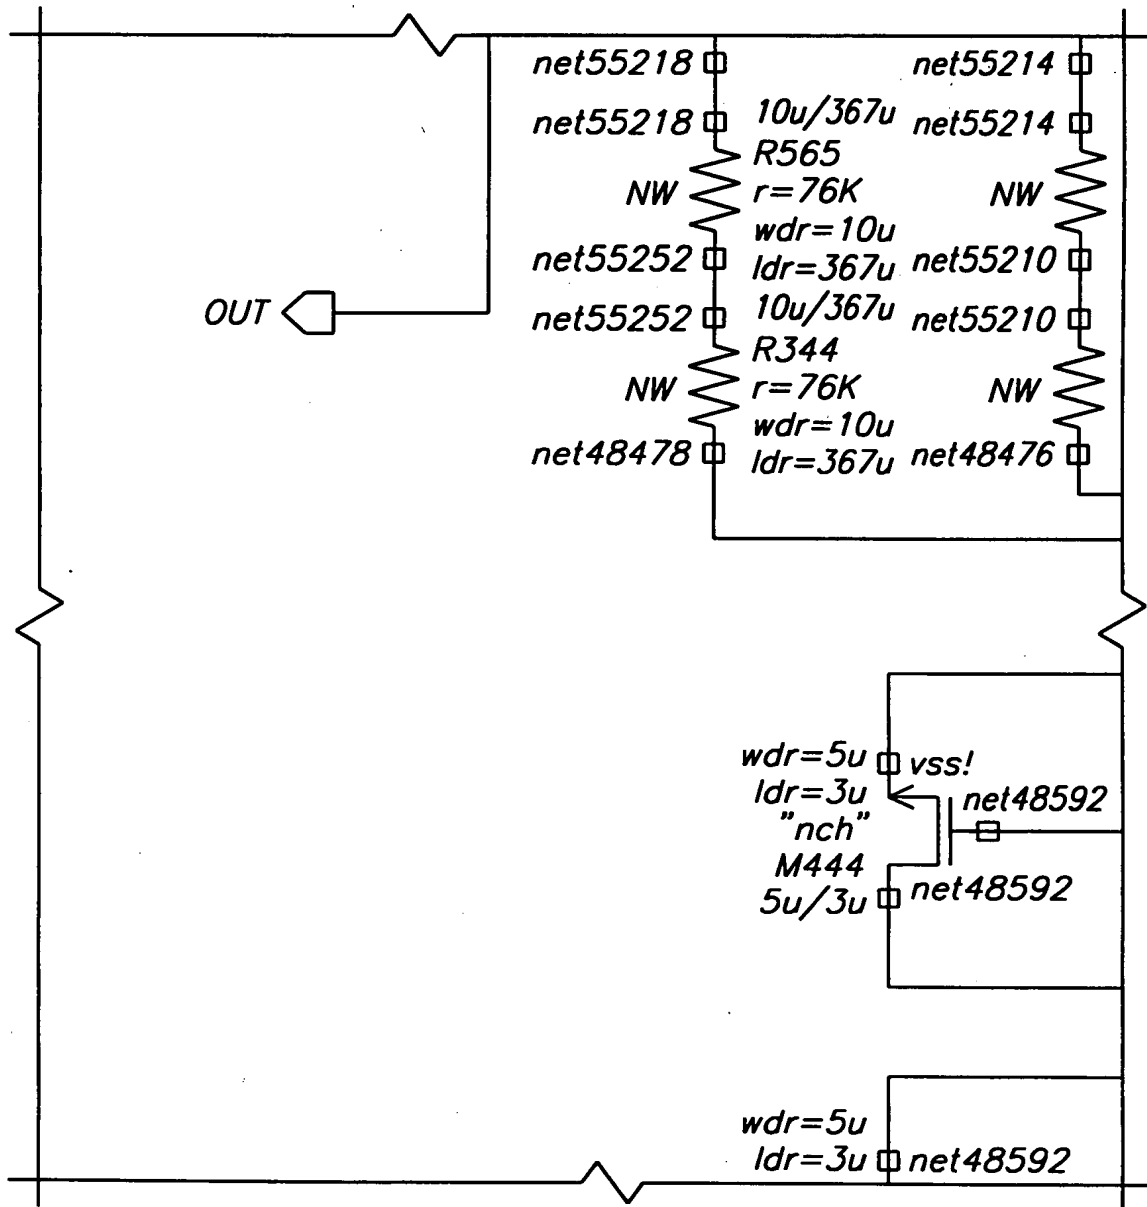 net55218
net55214
net55218
10u/367u
net55214
R565
NW
r=76K
NW
wdr=10u
net55252
ldr=367u
net55210
OUT
net55252
10u/367u
net55210
R344
NW
r=76K
NW
wdr=10u
net48478
ldr=367u
net48476
wdr=5u
vss!
ldr=3u
net48592
"nch"
M444
5u/3u
net48592
wdr=5u
ldr=3u
net48592